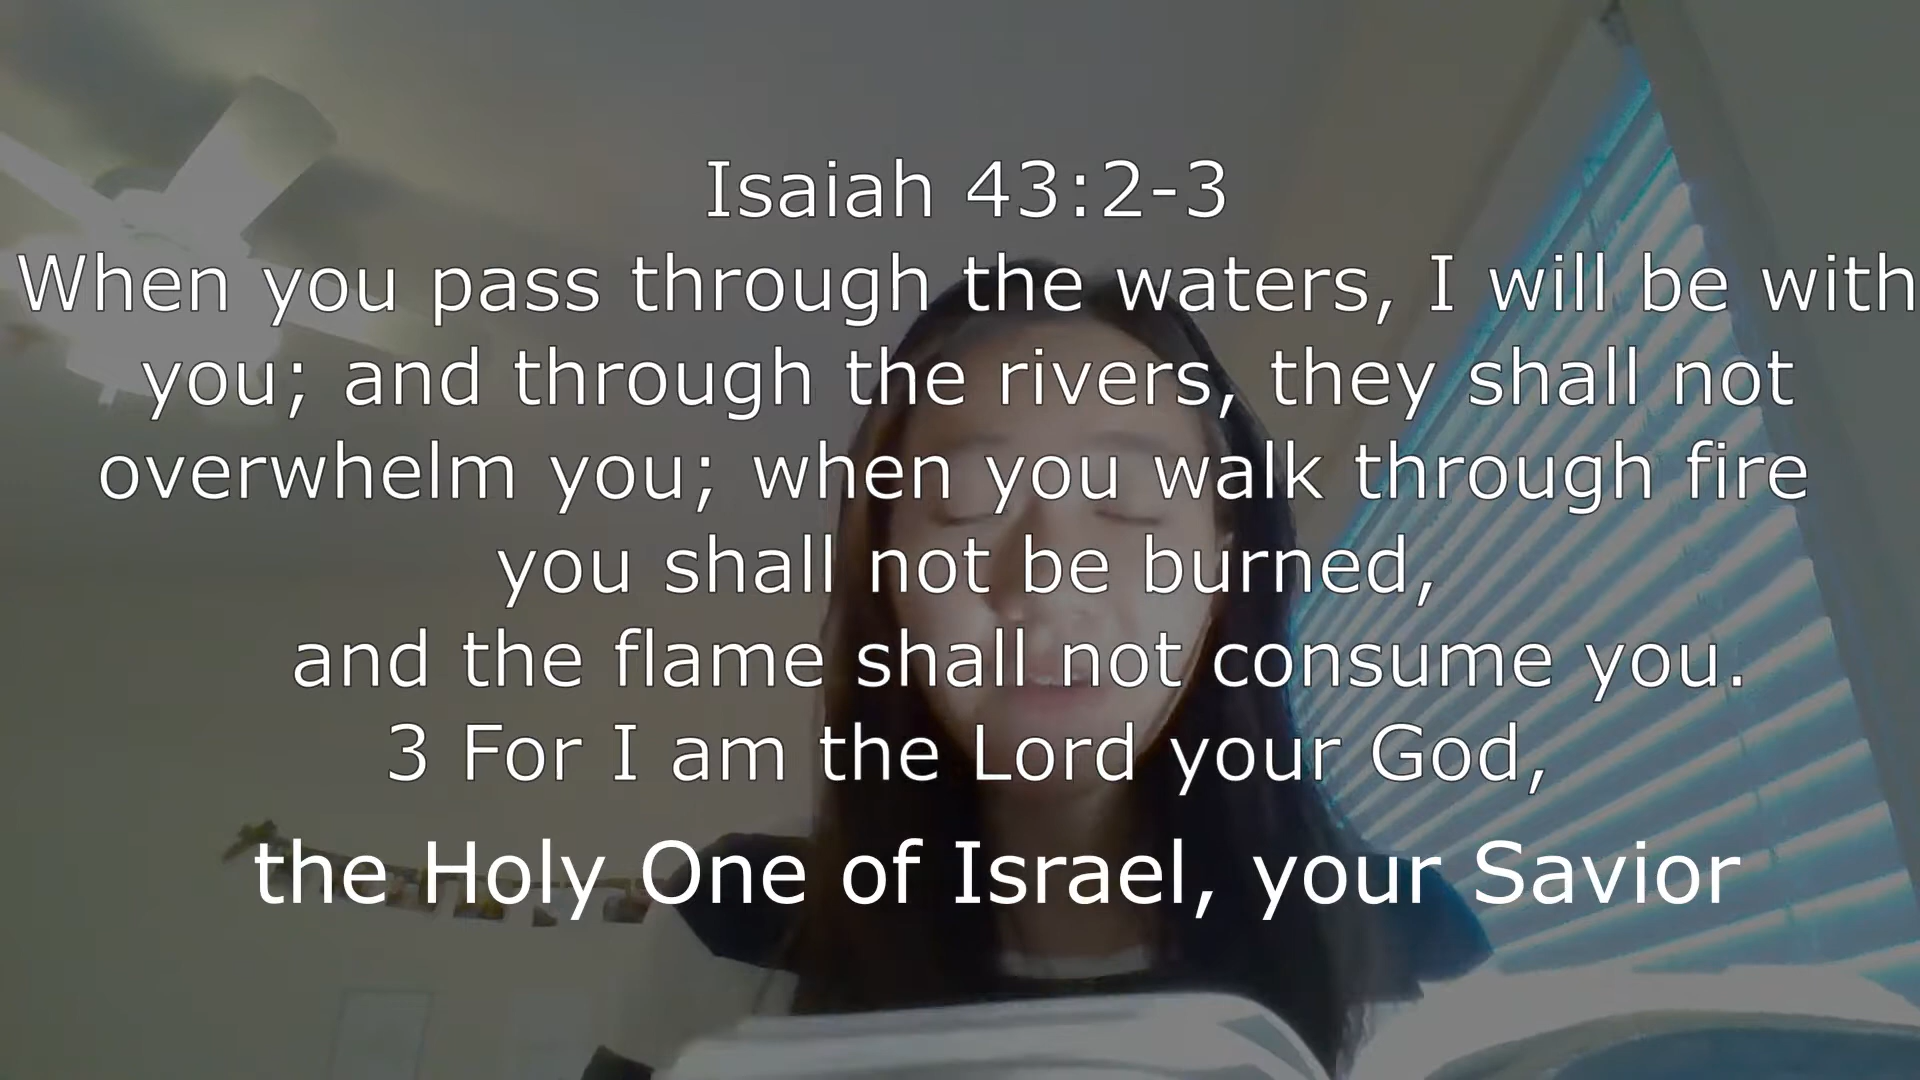 Isaiah 43:2-3
When you pass through the waters, I will be with
you; and through the rivers, they shall not
overwhelm you; when you walk through fire
you shall not be burned,
and the flame shall not consume you.
3 For I am the Lord your God,
the Holy One of Israel, your Savior